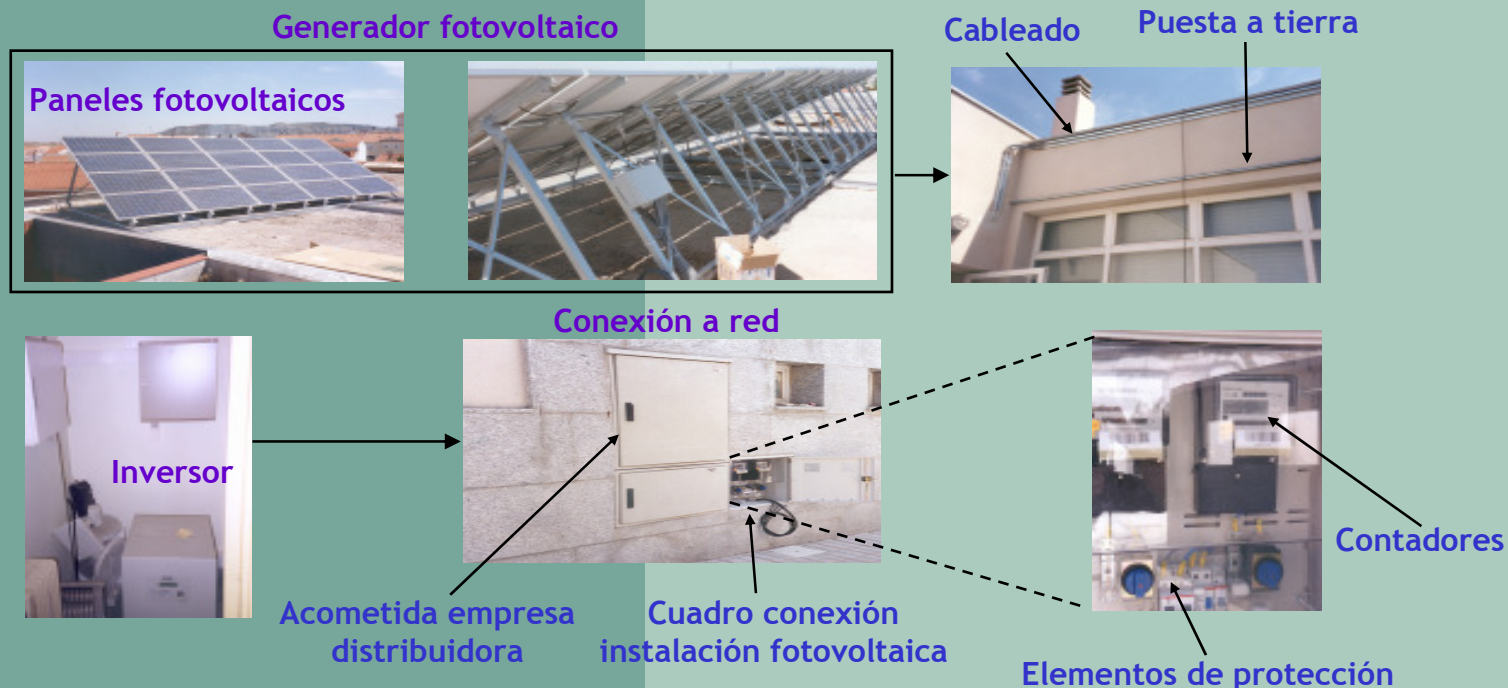 Generador fotovoltaico
Cableado
Puesta a tierra
Paneles fotovoltaicos
Conexión a red
Inversor
Contadores
Acometida empresa
distribuidora
Cuadro conexión
instalación fotovoltaica
Elementos de protección